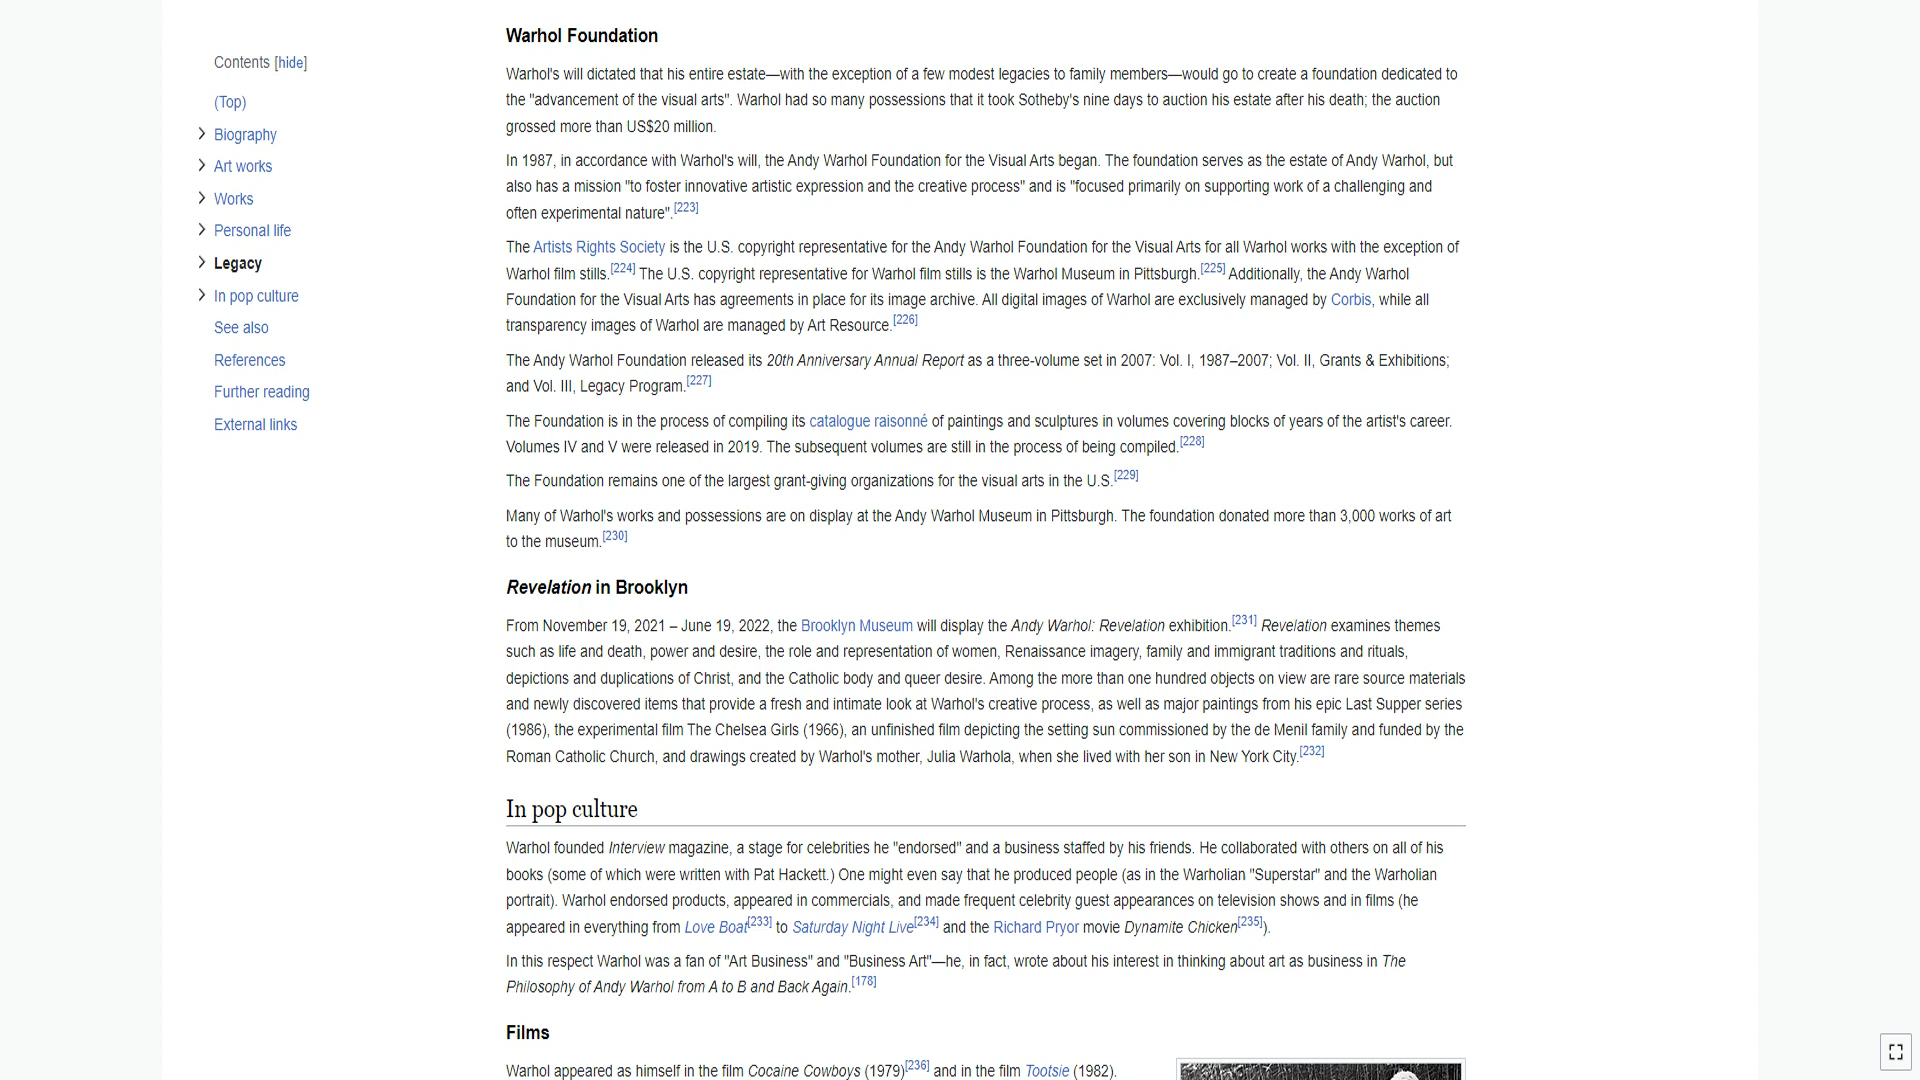 Contents [hide]
(Top)
Biography
Art works
Works
Personal life
Legacy
In pop culture
See also
References
Further reading
External links
Warhol Foundation
Warhol's will dictated that his entire estate—with the exception of a few modest legacies to family members—would go to create a foundation dedicated to
the "advancement of the visual arts". Warhol had so many possessions that it took Sotheby's nine days to auction his estate after his death; the auction
grossed more than US$20 million.
In 1987, in accordance with Warhol's will, the Andy Warhol Foundation for the Visual Arts began. The foundation serves as the estate of Andy Warhol, but
also has a mission "to foster innovative artistic expression and the creative process" and is "focused primarily on supporting work of a challenging and
often experimental nature".[223]
The Artists Rights Society is the U.S. copyright representative for the Andy Warhol Foundation for the Visual Arts for all Warhol works with the exception of
Warhol film stills.[224] The U.S. copyright representative for Warhol film stills is the Warhol Museum in Pittsburgh.[225] Additionally, the Andy Warhol
Foundation for the Visual Arts has agreements in place for its image archive. All digital images of Warhol are exclusively managed by Corbis, while all
transparency images of Warhol are managed by Art Resource.[226]
The Andy Warhol Foundation released its 20th Anniversary Annual Report as a three-volume set in 2007: Vol. I, 1987–2007; Vol. II, Grants & Exhibitions;
and Vol. III, Legacy Program.[227]
The Foundation is in the process of compiling its catalogue raisonné of paintings and sculptures in volumes covering blocks of years of the artist's career.
Volumes IV and V were released in 2019. The subsequent volumes are still in the process of being compiled.[228]
The Foundation remains one of the largest grant-giving organizations for the visual arts in the U.S.[229]
Many of Warhol's works and possessions are on display at the Andy Warhol Museum in Pittsburgh. The foundation donated more than 3,000 works of art
to the museum.[230]
Revelation in Brooklyn
From November 19, 2021 – June 19, 2022, the Brooklyn Museum will display the Andy Warhol: Revelation exhibition.[231] Revelation examines themes
such as life and death, power and desire, the role and representation of women, Renaissance imagery, family and immigrant traditions and rituals,
depictions and duplications of Christ, and the Catholic body and queer desire. Among the more than one hundred objects on view are rare source materials
and newly discovered items that provide a fresh and intimate look at Warhol's creative process, as well as major paintings from his epic Last Supper series
(1986), the experimental film The Chelsea Girls (1966), an unfinished film depicting the setting sun commissioned by the de Menil family and funded by the
Roman Catholic Church, and drawings created by Warhol's mother, Julia Warhola, when she lived with her son in New York City.[232]
In pop culture
Warhol founded Interview magazine, a stage for celebrities he "endorsed" and a business staffed by his friends. He collaborated with others on all of his
books (some of which were written with Pat Hackett.) One might even say that he produced people (as in the Warholian "Superstar" and the Warholian
portrait). Warhol endorsed products, appeared in commercials, and made frequent celebrity guest appearances on television shows and in films (he
appeared in everything from Love Boat[233] to Saturday Night Live[234] and the Richard Pryor movie Dynamite Chicken[235]).
In this respect Warhol was a fan of "Art Business" and "Business Art"—he, in fact, wrote about his interest in thinking about art as business in The
Philosophy of Andy Warhol from A to B and Back Again.[178]
Films
Warhol appeared as himself in the film Cocaine Cowboys (1979)[236] and in the film Tootsie (1982).